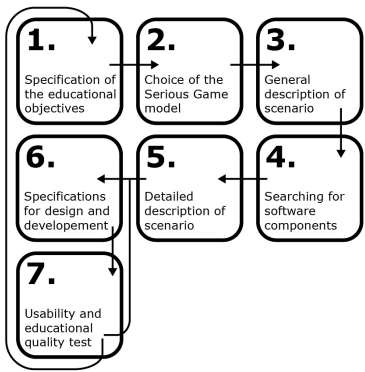 1.
Specification of
the educational
objectives
2.
Choice of the
Serious Game
model
3.
General
description of
scenario
4.
Searching for
software
components
5.
Detailed
description of
scenario
6.
Specifications
for design and
developement
7.
Usability and
educational
quality test